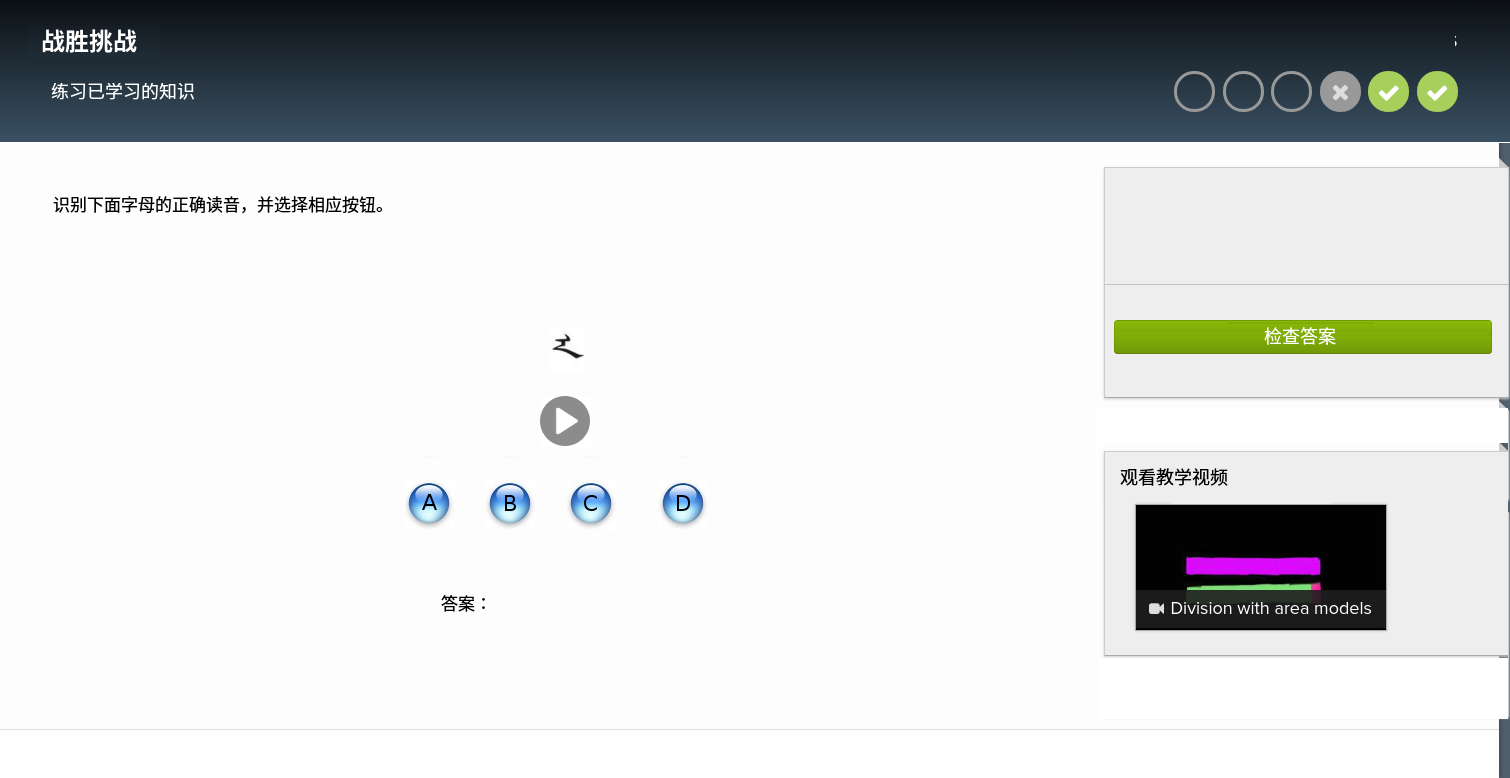 战胜挑战
练习已学习的知识
识别下面字母的正确读音，并选择相应按钮。
A B C D
答案：
检查答案
观看教学视频
Division with area models